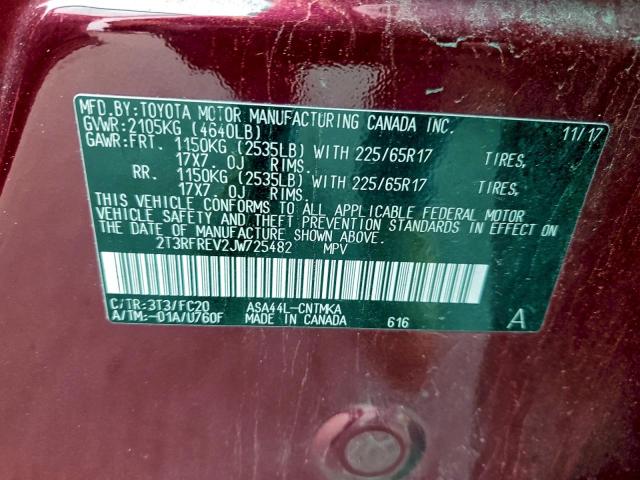 MFD.BY:TOYOTA MOTOR MANUFACTURING CANADA INC.
GVWR:2105KG (4640LB) 11/17
GAWR:FRT. 1150KG (2535LB) WITH 225/65R17 TIRES,
17X7.0J RIMS.
RR. 1150KG (2535LB) WITH 225/65R17 TIRES,
17X7.0J RIMS.
THIS VEHICLE CONFORMS TO ALL APPLICABLE FEDERAL MOTOR
VEHICLE SAFETY AND THEFT PREVENTION STANDARDS IN EFFECT ON
THE DATE OF MANUFACTURE SHOWN ABOVE.
2T3RFREV2JW725482 MPV
C/TR:3T3/FC20 ASA44L-CNTMKA
A/TM:-01A/U760F MADE IN CANADA 616 A